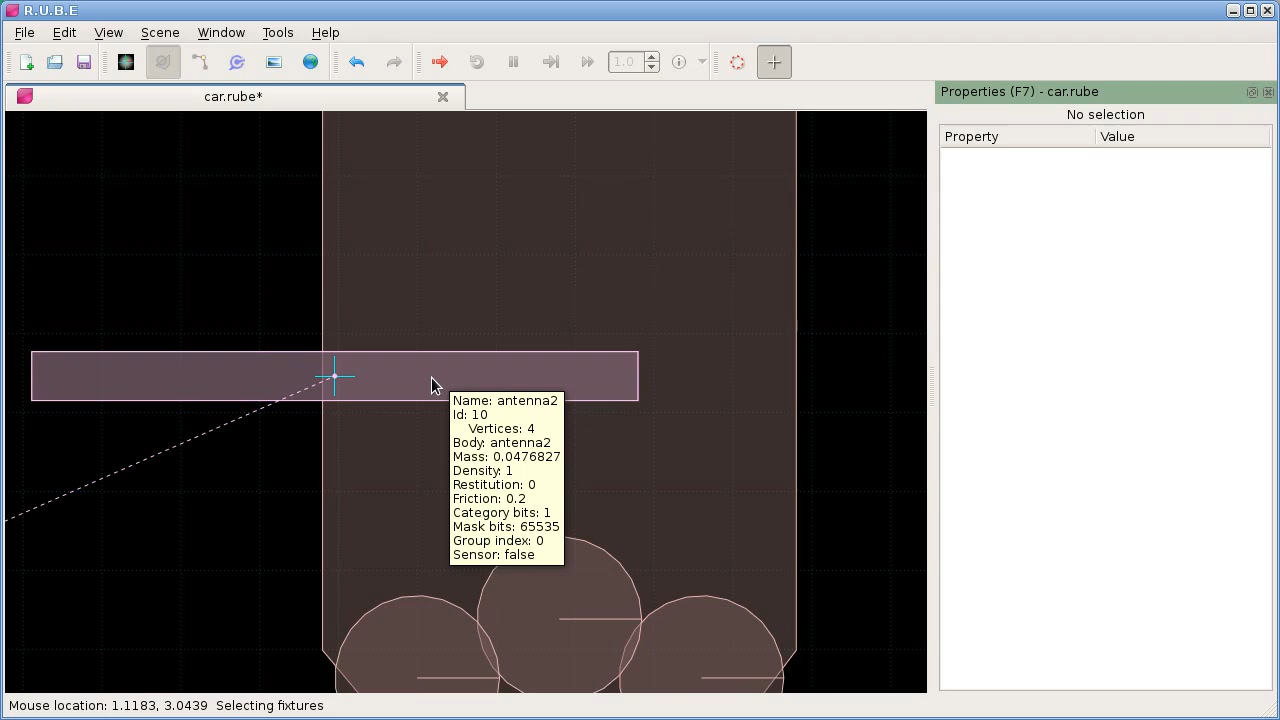 R.U.B.E
File Edit View Scene Window Tools Help
1.0
car.rube*
Properties (F7) - car.rube
No selection
Property Value
Name: antenna2
Id: 10
Vertices: 4
Body: antenna2
Mass: 0.0476827
Density: 1
Restitution: 0
Friction: 0.2
Category bits: 1
Mask bits: 65535
Group index: 0
Sensor: false
Mouse location: 1.1183, 3.0439 Selecting fixtures